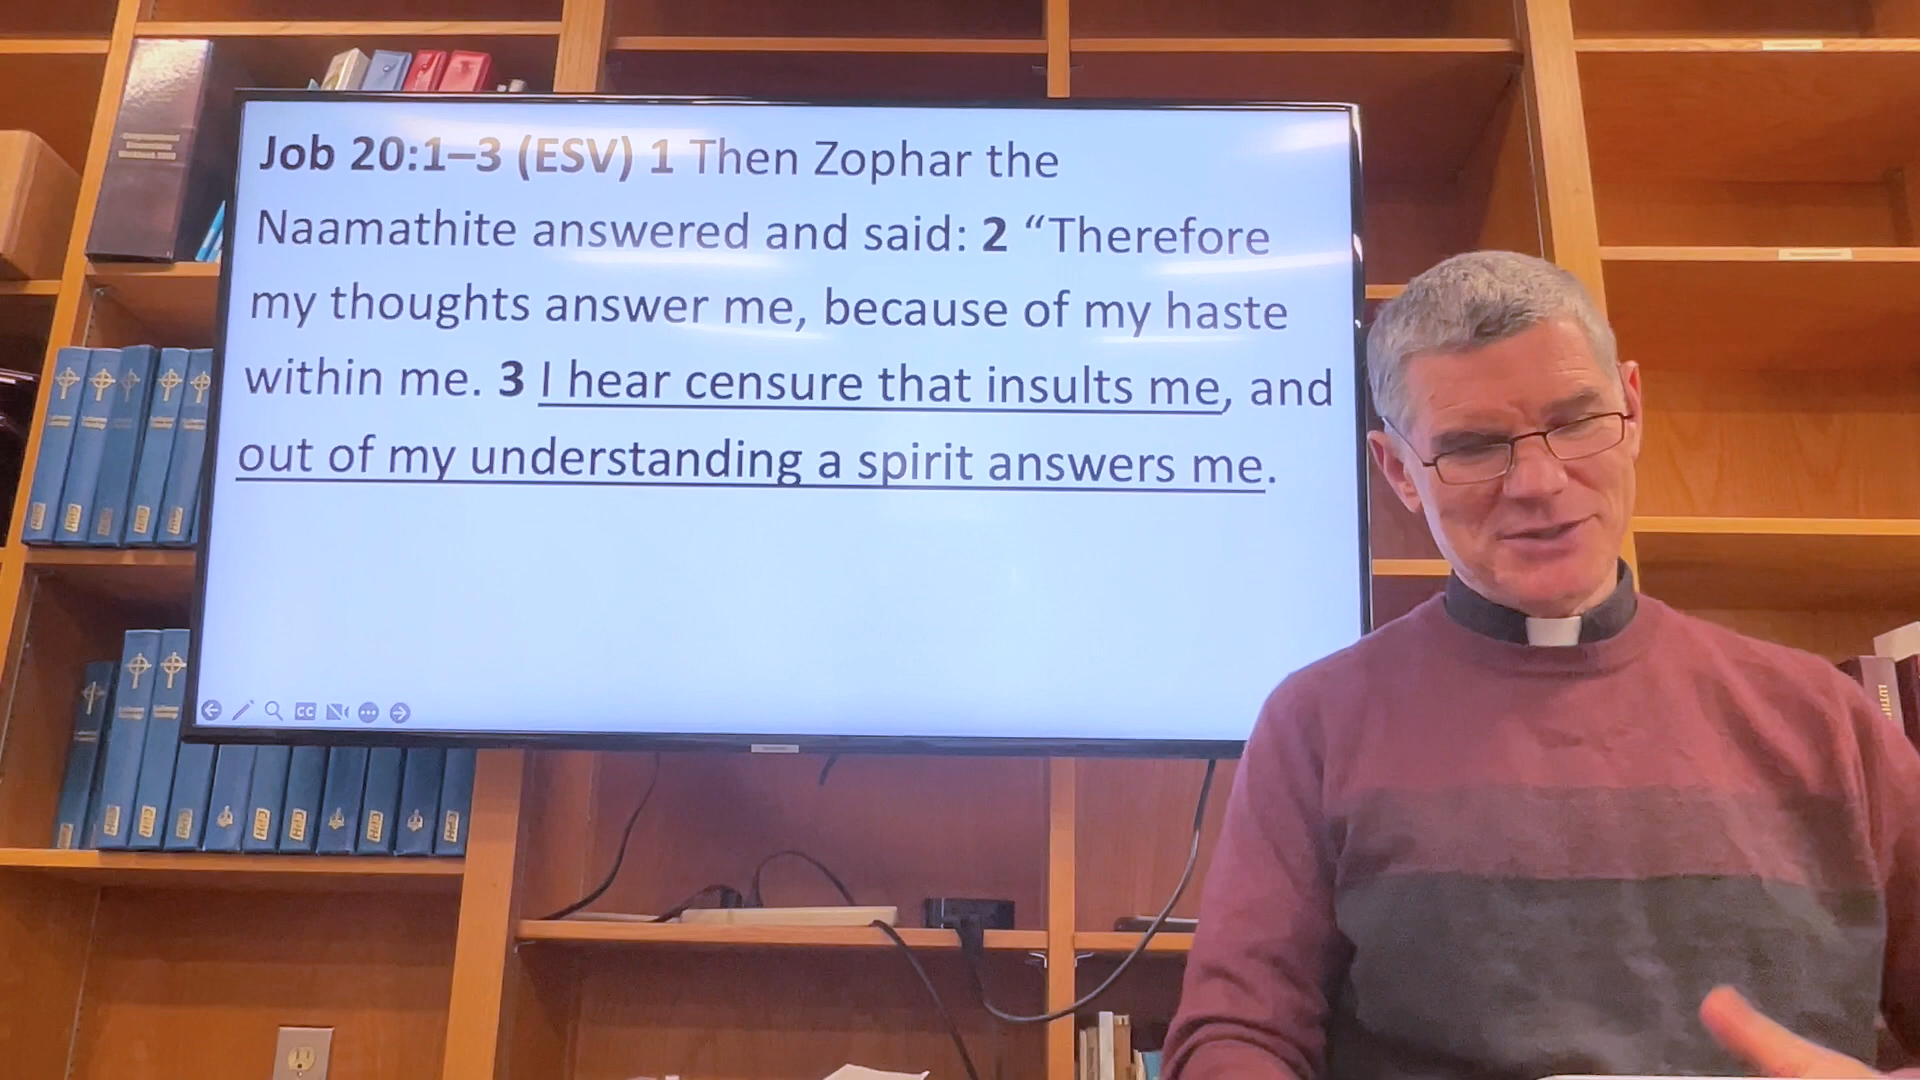 Job 20:1–3 (ESV) 1 Then Zophar the
Naamathite answered and said: 2 “Therefore
my thoughts answer me, because of my haste
within me. 3 I hear censure that insults me, and
out of my understanding a spirit answers me.
CC